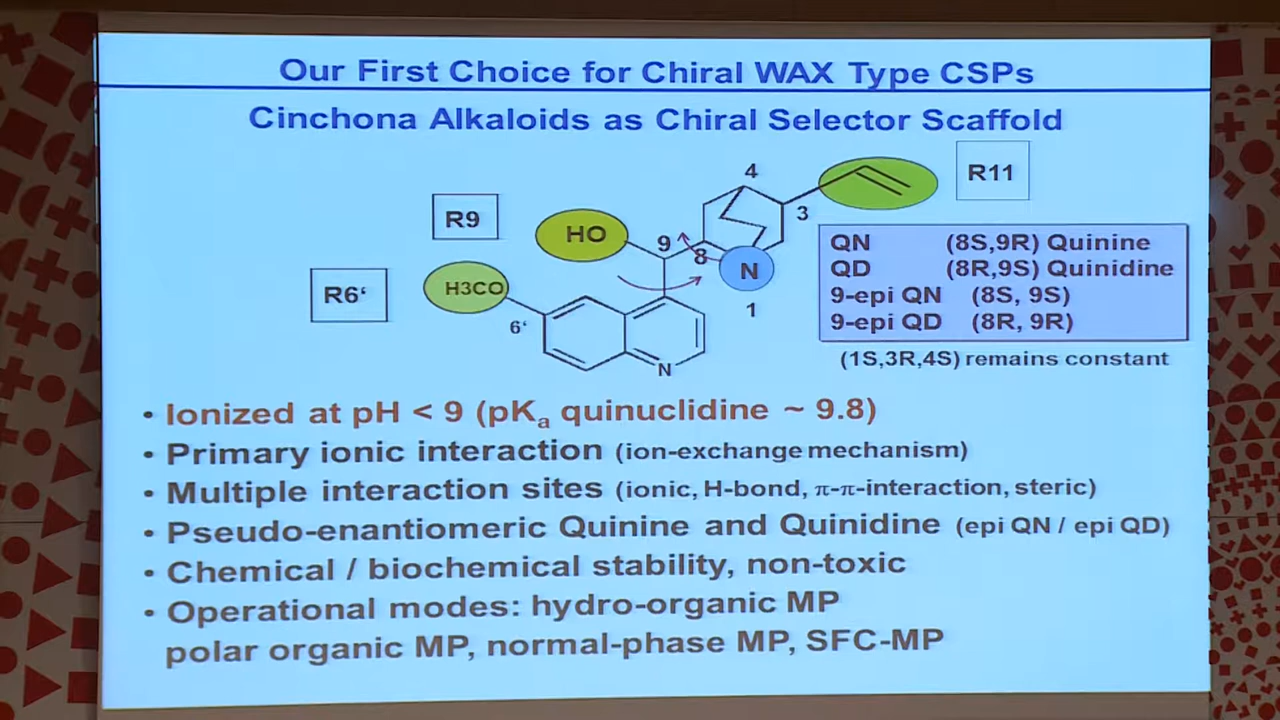 Our First Choice for Chiral WAX Type CSPs
Cinchona Alkaloids as Chiral Selector Scaffold
4
R11
R9
HO
9
3
8
N
1
R6‘
H3CO
6‘
N
QN (8S,9R) Quinine
QD (8R,9S) Quinidine
9-epi QN (8S, 9S)
9-epi QD (8R, 9R)
(1S,3R,4S) remains constant
• Ionized at pH < 9 (pKa quinuclidine ~ 9.8)
• Primary ionic interaction (ion-exchange mechanism)
• Multiple interaction sites (ionic, H-bond, π-π-interaction, steric)
• Pseudo-enantiomeric Quinine and Quinidine (epi QN / epi QD)
• Chemical / biochemical stability, non-toxic
• Operational modes: hydro-organic MP
polar organic MP, normal-phase MP, SFC-MP